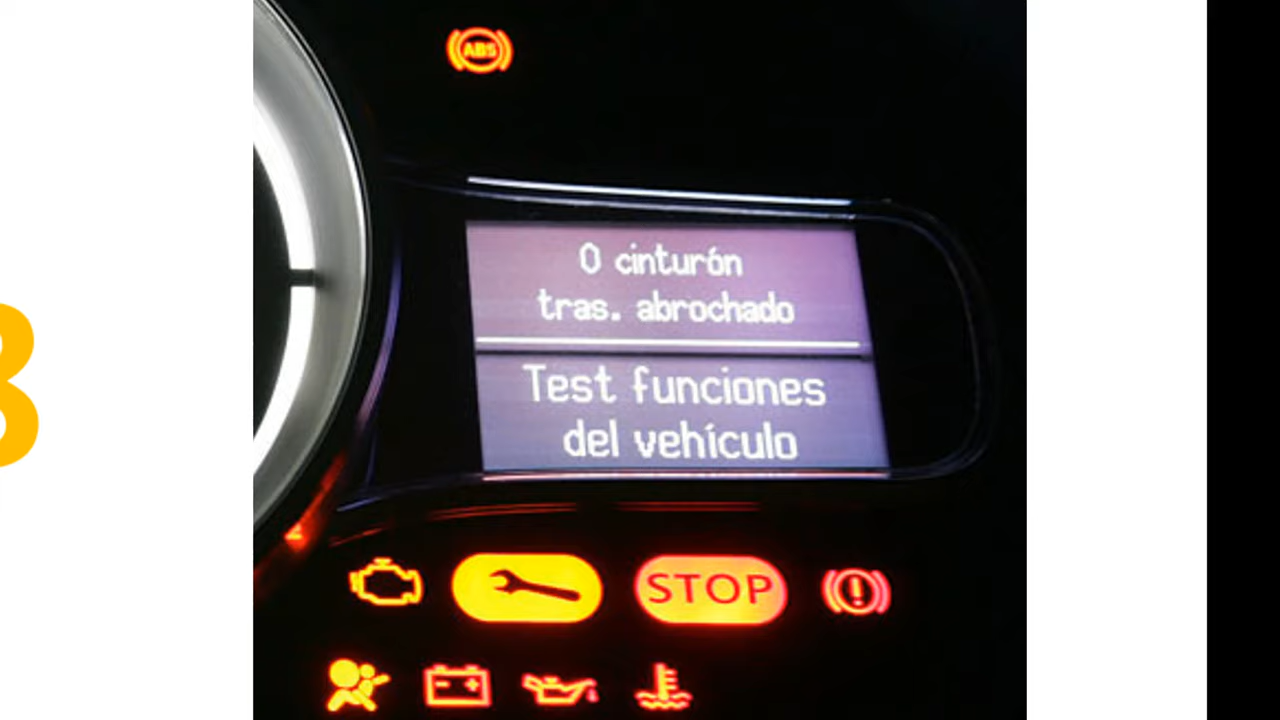 ABS
0 cinturón
tras. abrochado
Test funciones
del vehículo
STOP